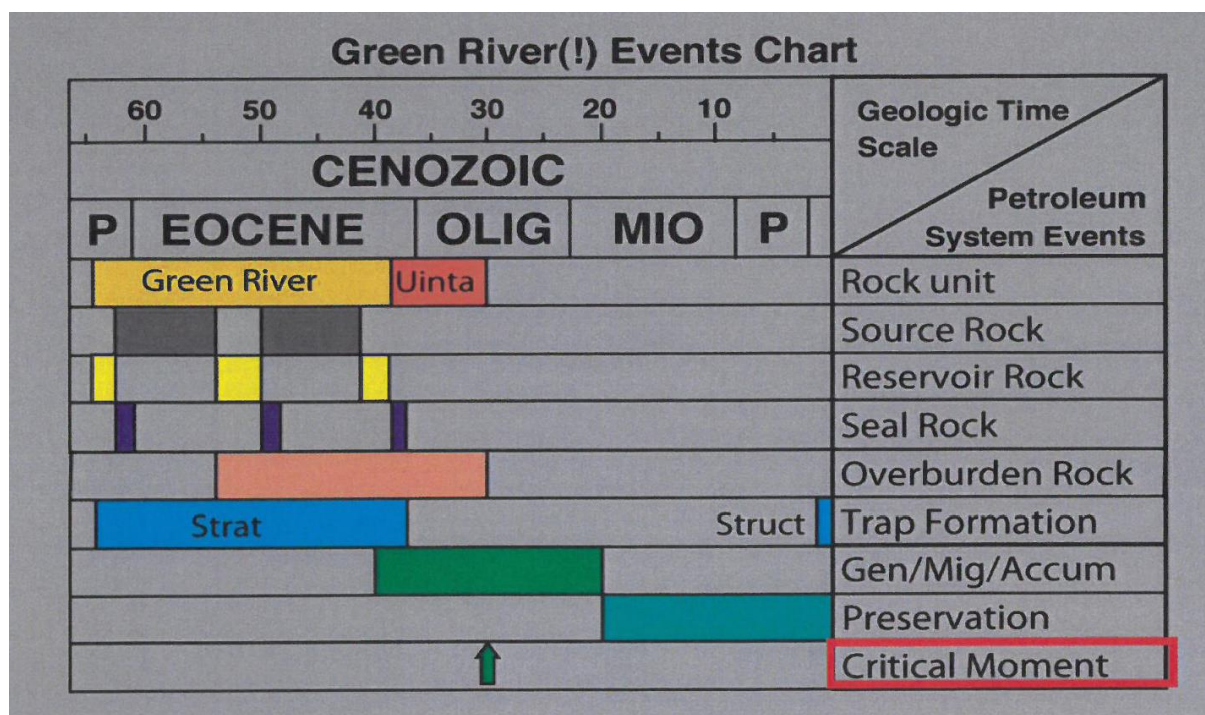 Green River(!) Events Chart
60 50 40 30 20 10
Geologic Time
Scale
CENOZOIC
Petroleum
System Events
P EOCENE OLIG MIO P
Green River Uinta Rock unit
Source Rock
Reservoir Rock
Seal Rock
Overburden Rock
Strat Struct Trap Formation
Gen/Mig/Accum
Preservation
Critical Moment